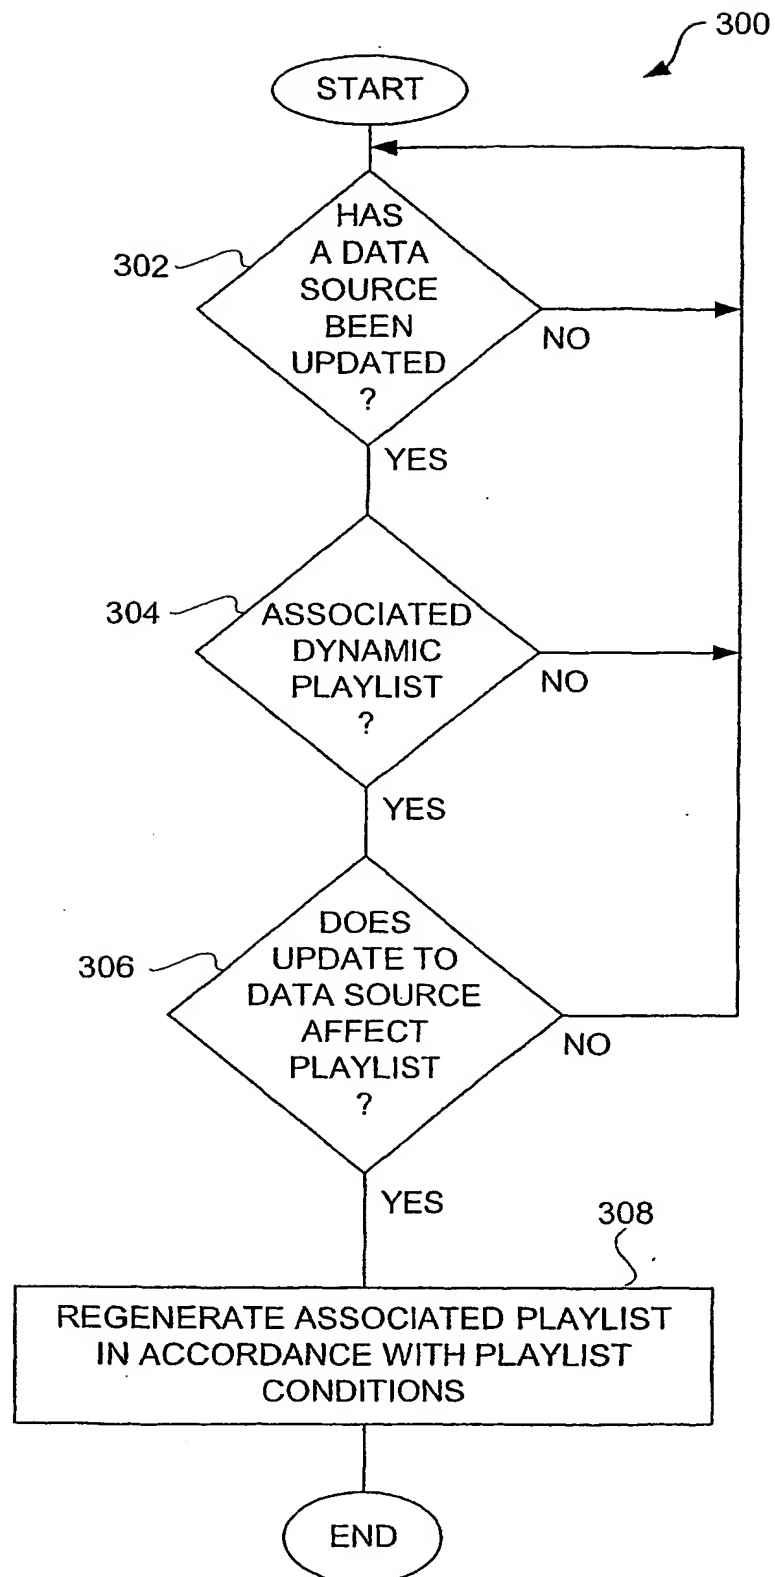 300
START
302
HAS
A DATA
SOURCE
BEEN
UPDATED
?
NO
YES
304
ASSOCIATED
DYNAMIC
PLAYLIST
?
NO
YES
306
DOES
UPDATE TO
DATA SOURCE
AFFECT
PLAYLIST
?
NO
YES
308
REGENERATE ASSOCIATED PLAYLIST
IN ACCORDANCE WITH PLAYLIST
CONDITIONS
END